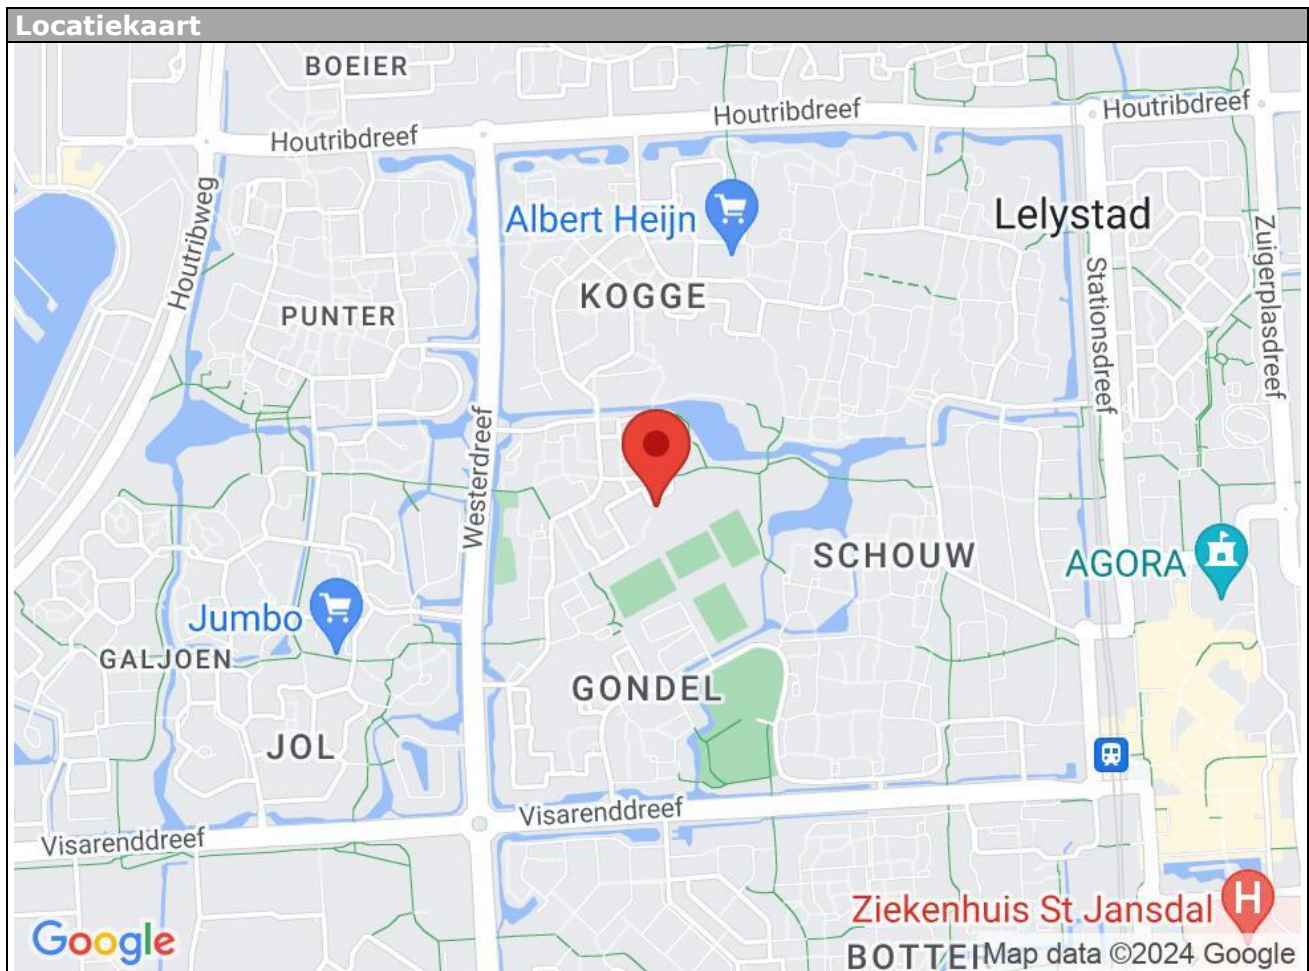 Locatiekaart
BOEIER
Houtribdreef
Houtribdreef
Houtribdreef
Houtribweg
Albert Heijn
Lelystad
Zuigerplasdreef
KOGGE
PUNTER
Stationsdreef
Westerdreef
SCHOUW
AGORA
Jumbo
GALJOEN
GONDEL
JOL
Visarenddreef
Visarenddreef
Ziekenhuis St Jansdal
H
Google
BOTTER
Map data ©2024 Google